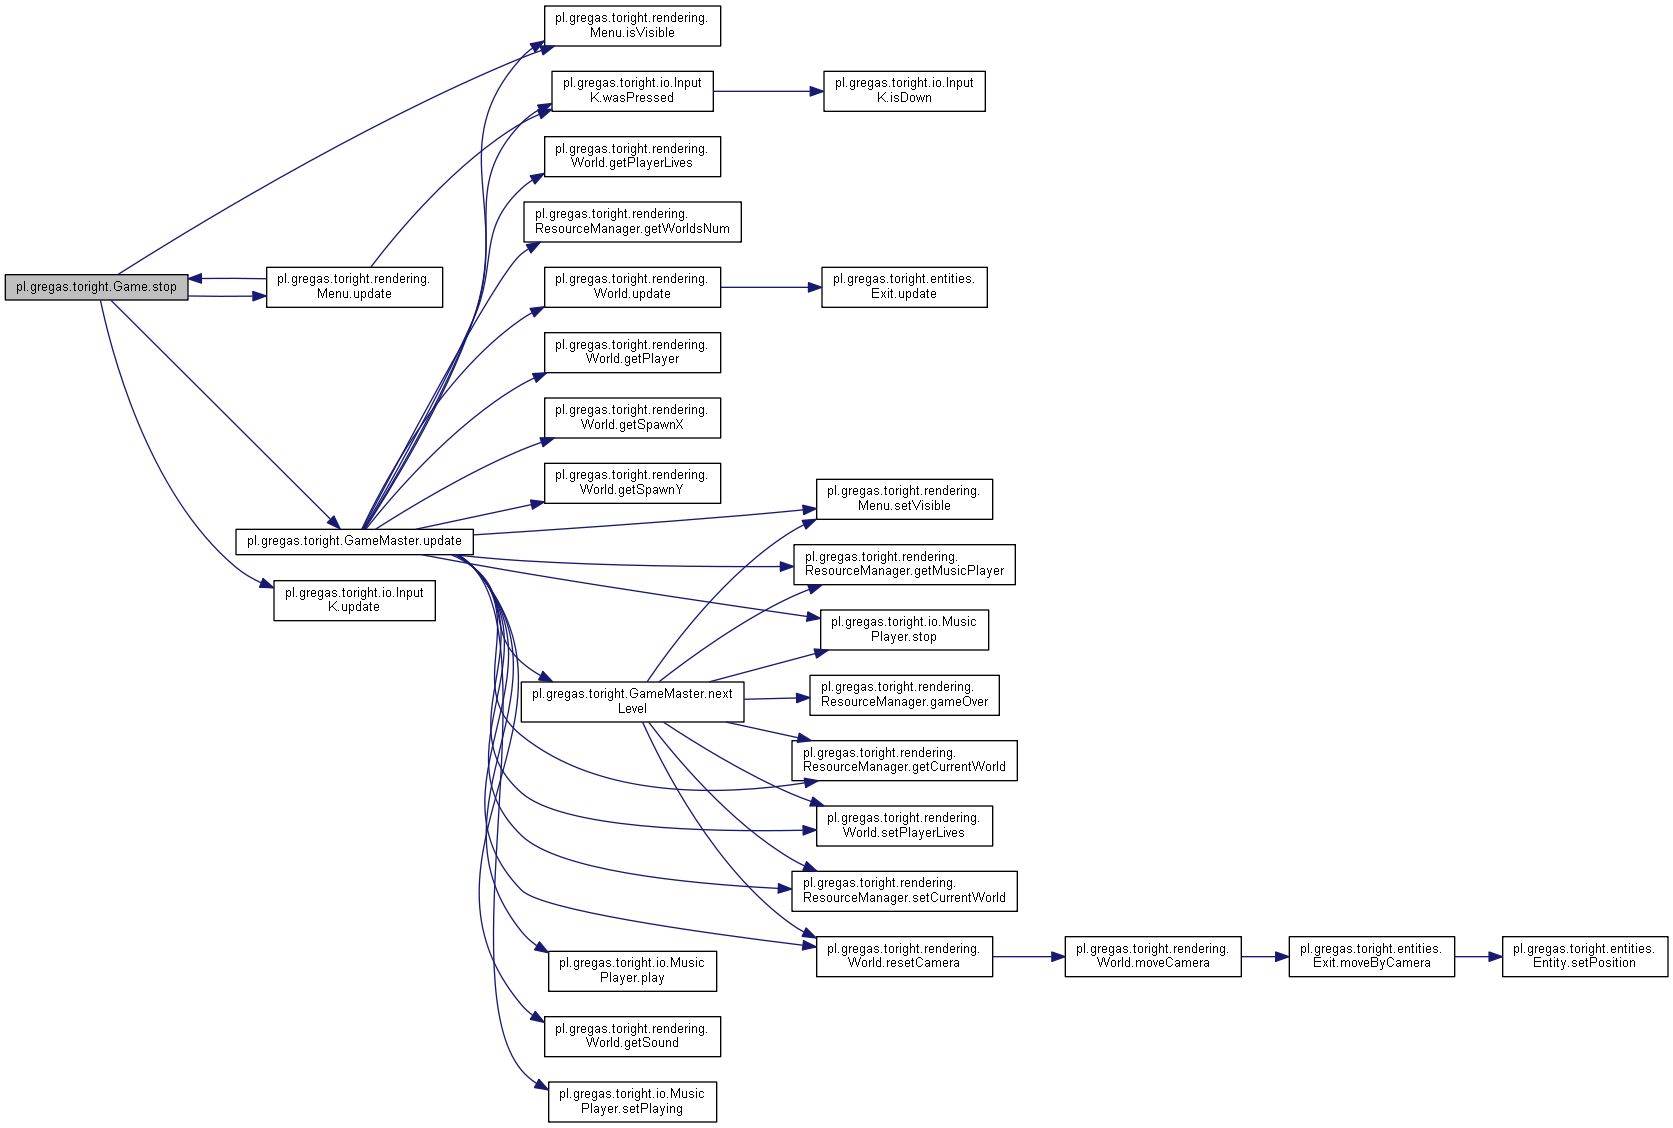 pl.gregas.toright.rendering.
Menu.isVisible
pl.gregas.toright.io.Input
K.wasPressed
pl.gregas.toright.io.Input
K.isDown
pl.gregas.toright.rendering.
World.getPlayerLives
pl.gregas.toright.rendering.
ResourceManager.getWorldsNum
pl.gregas.toright.Game.stop
pl.gregas.toright.rendering.
Menu.update
pl.gregas.toright.rendering.
World.update
pl.gregas.toright.entities.
Exit.update
pl.gregas.toright.rendering.
World.getPlayer
pl.gregas.toright.rendering.
World.getSpawnX
pl.gregas.toright.rendering.
World.getSpawnY
pl.gregas.toright.rendering.
Menu.setVisible
pl.gregas.toright.GameMaster.update
pl.gregas.toright.rendering.
ResourceManager.getMusicPlayer
pl.gregas.toright.io.Input
K.update
pl.gregas.toright.io.Music
Player.stop
pl.gregas.toright.GameMaster.next
Level
pl.gregas.toright.rendering.
ResourceManager.gameOver
pl.gregas.toright.rendering.
ResourceManager.getCurrentWorld
pl.gregas.toright.rendering.
World.setPlayerLives
pl.gregas.toright.rendering.
ResourceManager.setCurrentWorld
pl.gregas.toright.rendering.
World.resetCamera
pl.gregas.toright.rendering.
World.moveCamera
pl.gregas.toright.entities.
Exit.moveByCamera
pl.gregas.toright.entities.
Entity.setPosition
pl.gregas.toright.io.Music
Player.play
pl.gregas.toright.rendering.
World.getSound
pl.gregas.toright.io.Music
Player.setPlaying